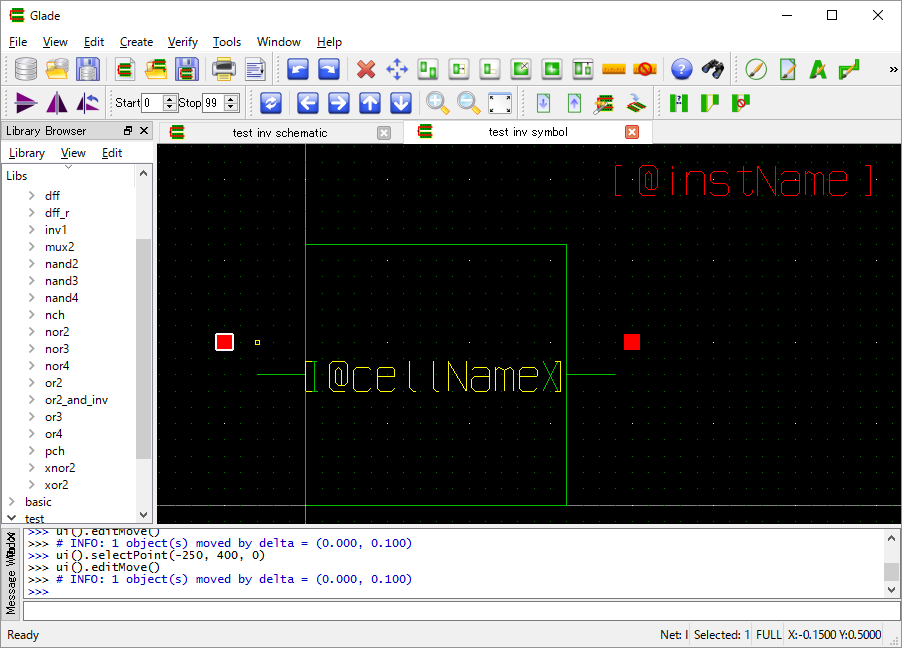 Glade
File View Edit Create Verify Tools Window Help
Start 0 Stop 99
Library Browser
test inv schematic
test inv symbol
Library View Edit
Libs
dff
dff_r
inv1
mux2
nand2
nand3
nand4
nch
nor2
nor3
nor4
or2
or2_and_inv
or3
or4
pch
xnor2
xor2
basic
test
[@instName]
[@cellName]
Message Window
>>> ui().editMove()
>>> # INFO: 1 object(s) moved by delta = (0.000, 0.100)
>>> ui().selectPoint(-250, 400, 0)
>>> ui().editMove()
>>> # INFO: 1 object(s) moved by delta = (0.000, 0.100)
>>>
Ready
Net: I Selected: 1 FULL X:-0.1500 Y:0.5000